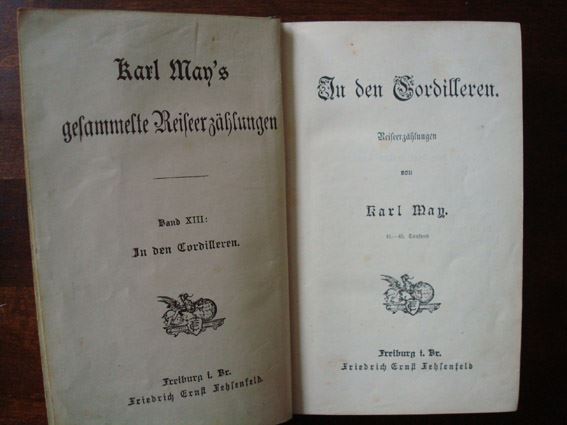 Karl May's
gesammelte Reiseerzählungen
Band XIII:
In den Cordilleren.
Freiburg i. Br.
Friedrich Ernst Fehsenfeld.
In den Cordilleren.
Reiseerzählungen
von
Karl May.
Tausend
Freiburg i. Br.
Friedrich Ernst Fehsenfeld